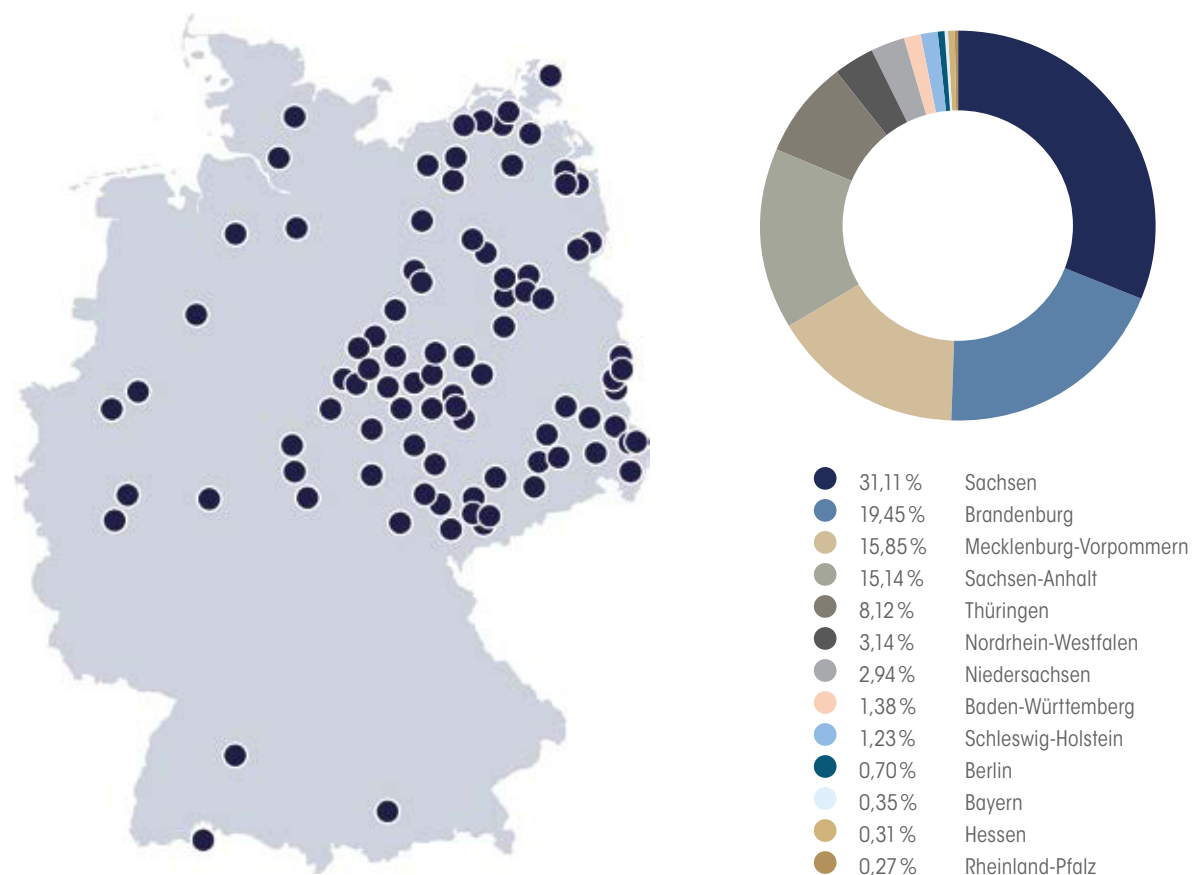 31,11 % Sachsen
19,45 % Brandenburg
15,85 % Mecklenburg-Vorpommern
15,14 % Sachsen-Anhalt
8,12 % Thüringen
3,14 % Nordrhein-Westfalen
2,94 % Niedersachsen
1,38 % Baden-Württemberg
1,23 % Schleswig-Holstein
0,70 % Berlin
0,35 % Bayern
0,31 % Hessen
0,27 % Rheinland-Pfalz